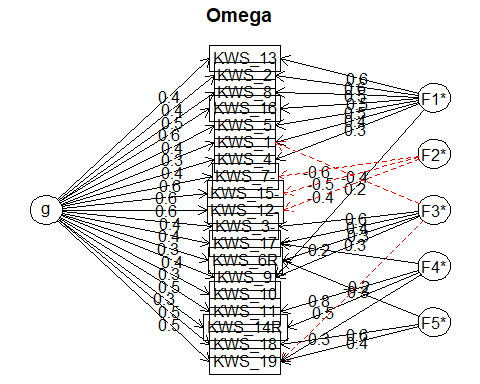 Omega
KWS_13
KWS_2
KWS_8
KWS_16
KWS_5
KWS_1
KWS_4
KWS_7-
KWS_15-
KWS_12-
KWS_3-
KWS_17
KWS_6R
KWS_9
KWS_10
KWS_11
KWS_14R
KWS_18
KWS_19
g
F1*
F2*
F3*
F4*
F5*
0.4
0.4
0.5
0.6
0.4
0.3
0.4
0.6
0.6
0.6
0.4
0.4
0.3
0.4
0.3
0.5
0.3
0.5
0.5
0.6
0.3
0.6
0.5
0.4
0.4
0.2
0.6
0.3
0.2
0.8
0.5
0.3
0.6
0.4